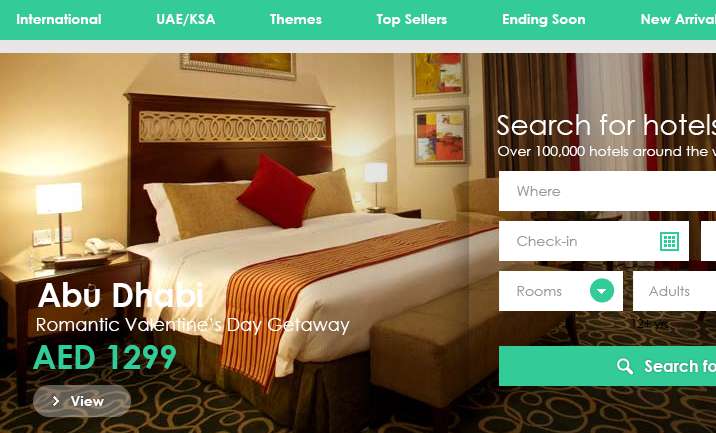 International UAE/KSA Themes Top Sellers Ending Soon New Arrival
Search for hotels
Over 100,000 hotels around the w
Where
Check-in
Rooms Adults
Search fo
Abu Dhabi
Romantic Valentine's Day Getaway
AED 1299
View